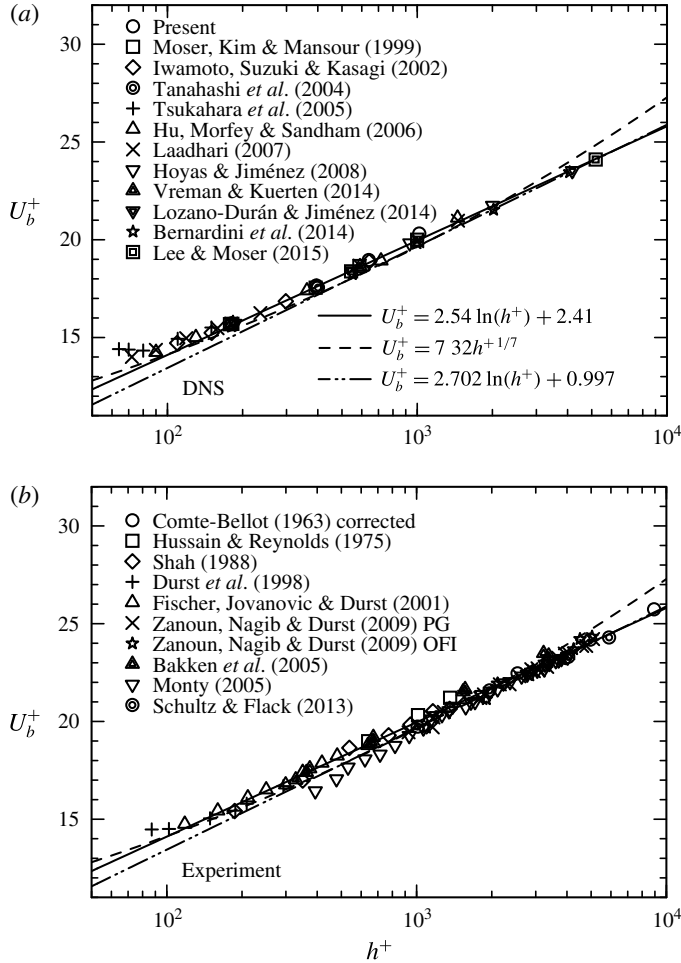 (a)
30
25
20
15
U_b^+
Present
Moser, Kim & Mansour (1999)
Iwamoto, Suzuki & Kasagi (2002)
Tanahashi et al. (2004)
Tsukahara et al. (2005)
Hu, Morfey & Sandham (2006)
Laadhari (2007)
Hoyas & Jiménez (2008)
Vreman & Kuerten (2014)
Lozano-Durán & Jiménez (2014)
Bernardini et al. (2014)
Lee & Moser (2015)
U_b^+ = 2.54 ln(h^+) + 2.41
U_b^+ = 7 32h^{+1/7}
U_b^+ = 2.702 ln(h^+) + 0.997
DNS
10^2 10^3 10^4
(b)
30
25
20
15
U_b^+
Comte-Bellot (1963) corrected
Hussain & Reynolds (1975)
Shah (1988)
Durst et al. (1998)
Fischer, Jovanovic & Durst (2001)
Zanoun, Nagib & Durst (2009) PG
Zanoun, Nagib & Durst (2009) OFI
Bakken et al. (2005)
Monty (2005)
Schultz & Flack (2013)
Experiment
10^2 10^3 10^4
h^+